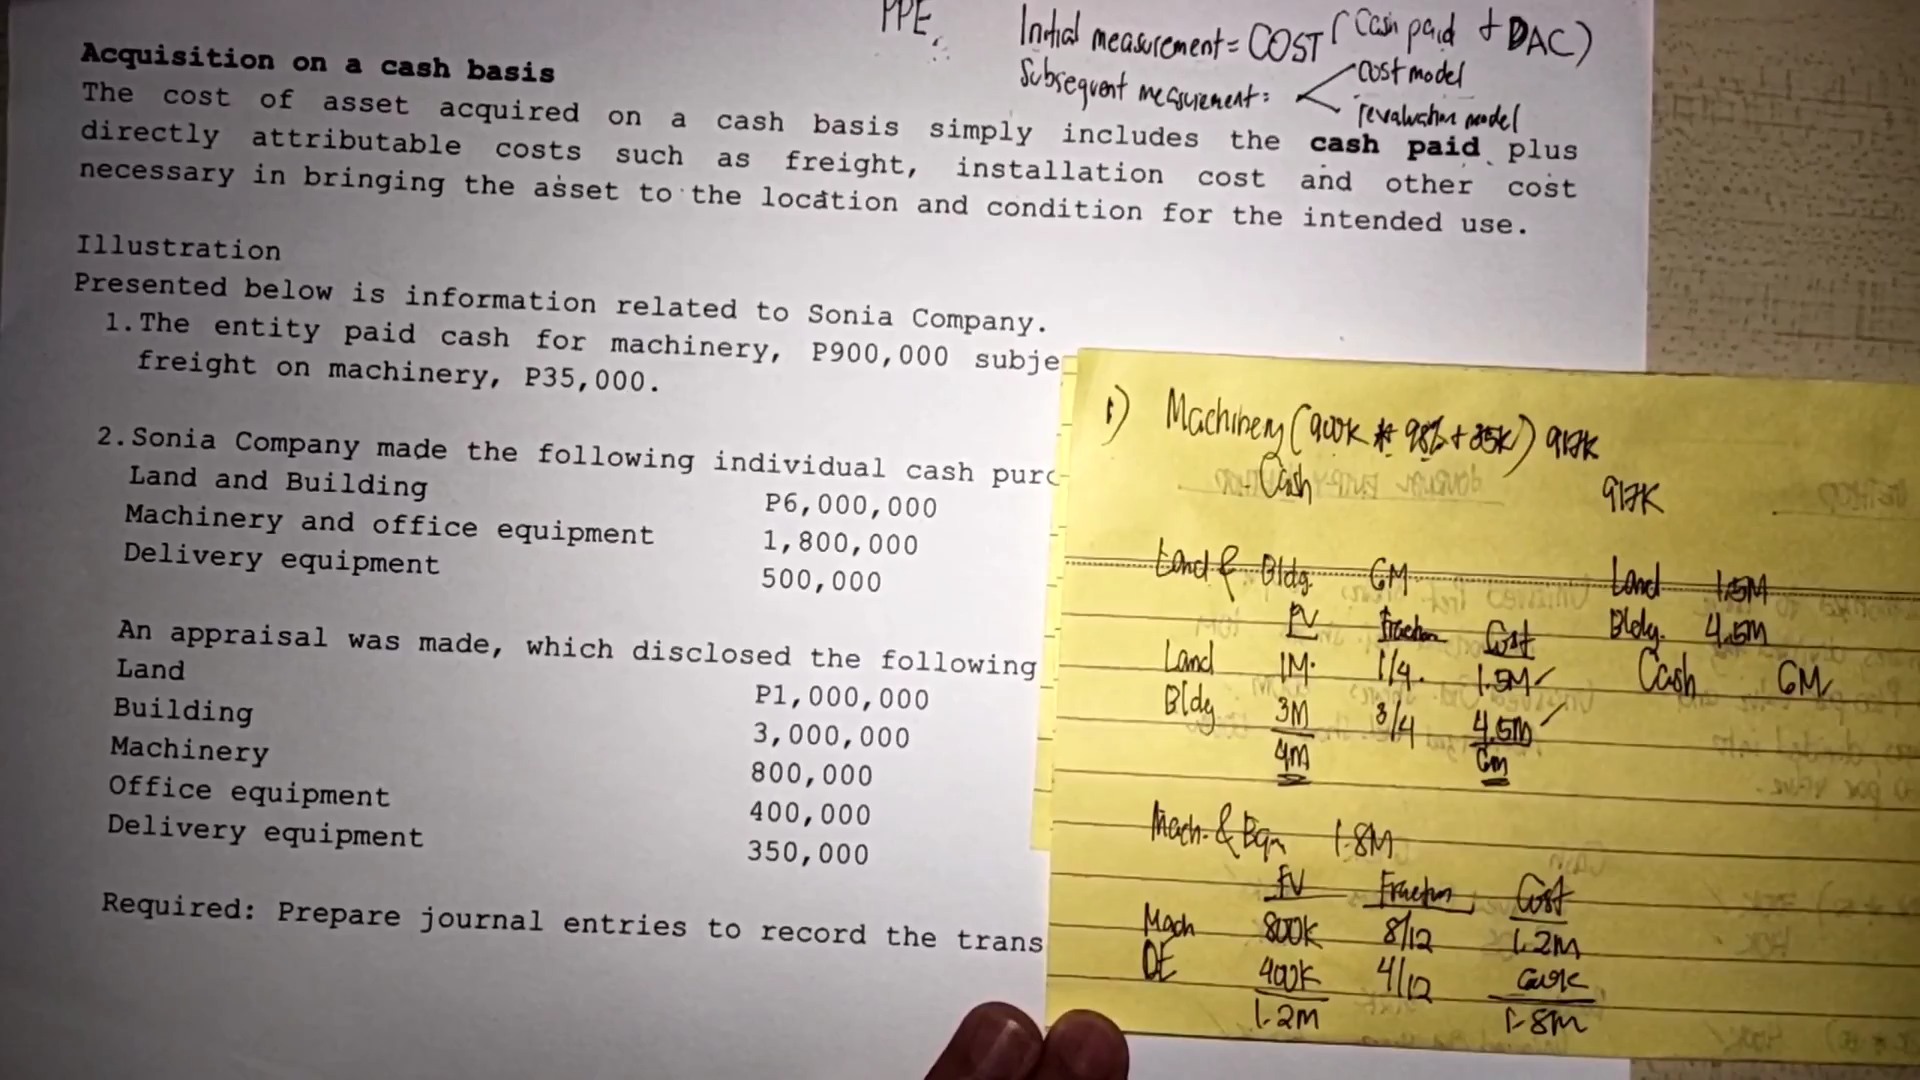 PPE
Initial measurement = COST (Cash paid + DAC)
Subsequent measurement: cost model
revaluation model
Acquisition on a cash basis
The cost of asset acquired on a cash basis simply includes the cash paid plus
directly attributable costs such as freight, installation cost and other cost
necessary in bringing the asset to the location and condition for the intended use.
Illustration
Presented below is information related to Sonia Company.
1. The entity paid cash for machinery, P900,000 subje
freight on machinery, P35,000.
2. Sonia Company made the following individual cash purc
Land and Building P6,000,000
Machinery and office equipment 1,800,000
Delivery equipment 500,000
An appraisal was made, which disclosed the following
Land P1,000,000
Building 3,000,000
Machinery 800,000
Office equipment 400,000
Delivery equipment 350,000
Required: Prepare journal entries to record the trans
1) Machinery (900K * 98% + 35K) 917K
Cash 917K
Land & Bldg. 6M
FV Fraction Cost
Land 1M 1/4 1.5M
Bldg 3M 3/4 4.5M
4M 6M
Land 1.5M
Bldg. 4.5M
Cash 6M
Mach. & Eqn 1.8M
FV Fraction Cost
Mach 800K 8/12 1.2M
OE 400K 4/12 600K
1.2M 1.8M